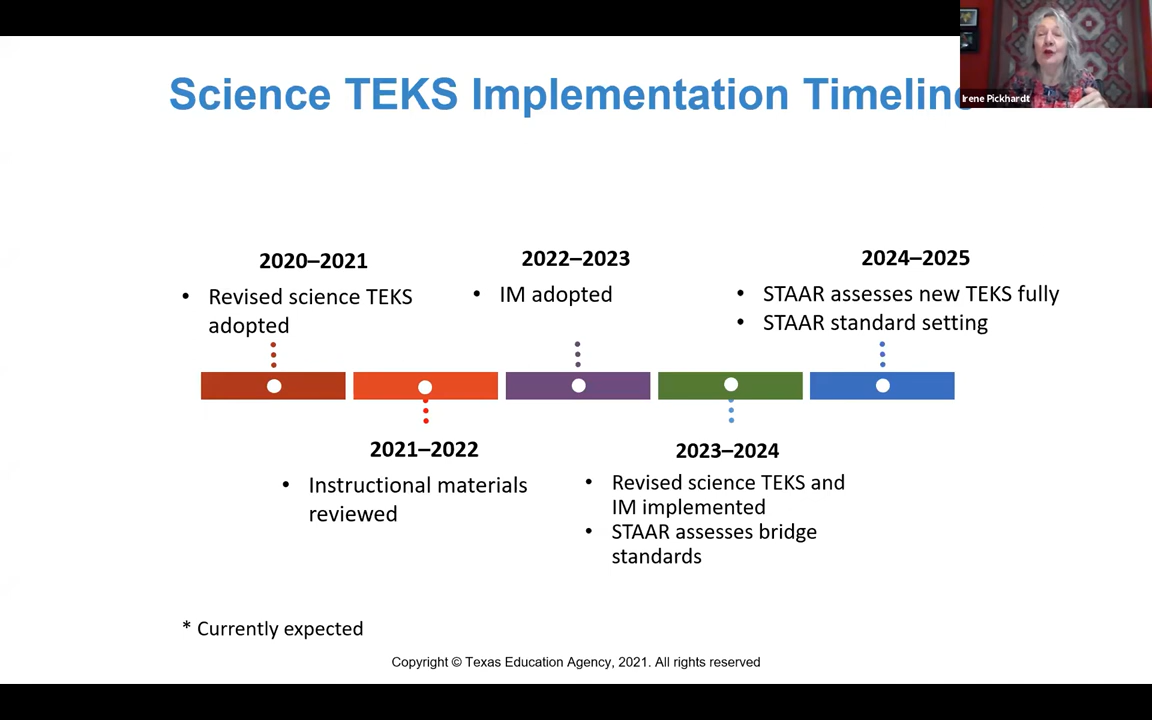 Science TEKS Implementation Timeline
Irene Pickhardt
2020–2021
• Revised science TEKS
adopted
2022–2023
• IM adopted
2024–2025
• STAAR assesses new TEKS fully
• STAAR standard setting
2021–2022
• Instructional materials
reviewed
2023–2024
• Revised science TEKS and
IM implemented
• STAAR assesses bridge
standards
* Currently expected
Copyright © Texas Education Agency, 2021. All rights reserved